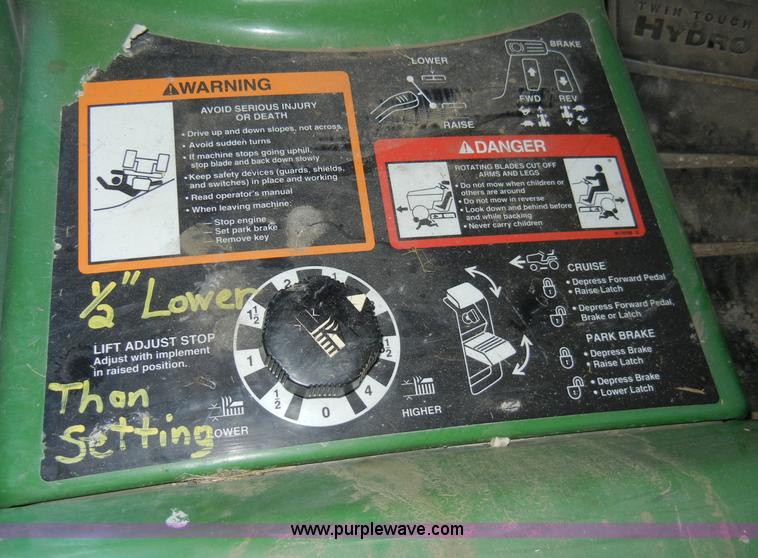 TWIN TOUCH
HYDRO
LOWER
BRAKE
FWD REV
RAISE
WARNING
AVOID SERIOUS INJURY
OR DEATH
• Drive up and down slopes, not across.
• Avoid sudden turns
• If machine stops going uphill,
stop blade and back down slowly
• Keep safety devices (guards, shields,
and switches) in place and working
• Read operator's manual
• When leaving machine:
— Stop engine
— Set park brake
— Remove key
DANGER
ROTATING BLADES CUT OFF
ARMS AND LEGS
• Do not mow when children or
others are around
• Do not mow in reverse
• Look down and behind before
and while backing
• Never carry children
1/2" Lower
Than
Setting
LIFT ADJUST STOP
Adjust with implement
in raised position.
LOWER
2
1 1/2
1
1/2
0
4
HIGHER
CRUISE
• Depress Forward Pedal
• Raise Latch
• Depress Forward Pedal,
Brake or Latch
PARK BRAKE
• Depress Brake
• Raise Latch
• Depress Brake
• Lower Latch
www.purplewave.com